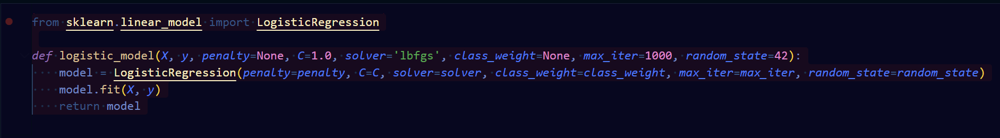 from sklearn.linear_model import LogisticRegression
def logistic_model(X, y, penalty=None, C=1.0, solver='lbfgs', class_weight=None, max_iter=1000, random_state=42):
    model = LogisticRegression(penalty=penalty, C=C, solver=solver, class_weight=class_weight, max_iter=max_iter, random_state=random_state)
    model.fit(X, y)
    return model